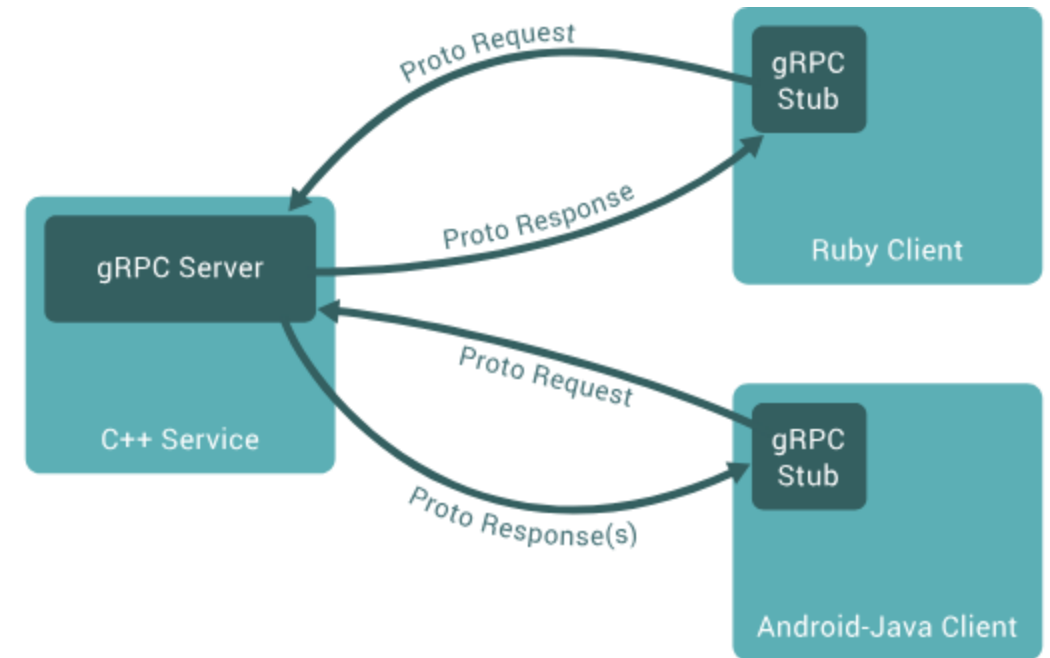 Proto Request
gRPC
Stub
Proto Response
Ruby Client
gRPC Server
C++ Service
Proto Request
gRPC
Stub
Proto Response(s)
Android-Java Client